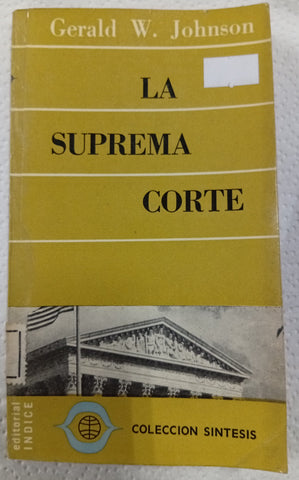 Gerald W. Johnson
LA
SUPREMA
CORTE
editorial
INDICE
COLECCION SINTESIS